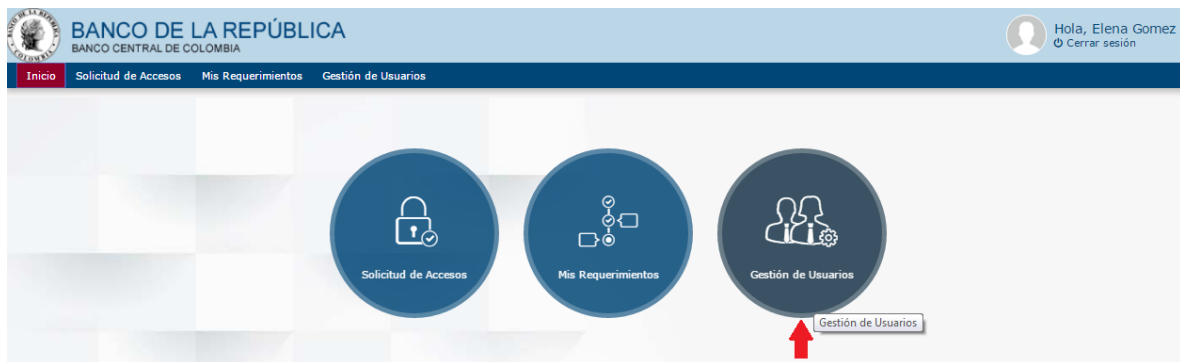 BANCO DE LA REPÚBLICA
BANCO CENTRAL DE COLOMBIA
Hola, Elena Gomez
Cerrar sesión
Inicio Solicitud de Accesos Mis Requerimientos Gestión de Usuarios
Solicitud de Accesos Mis Requerimientos Gestión de Usuarios
Gestión de Usuarios